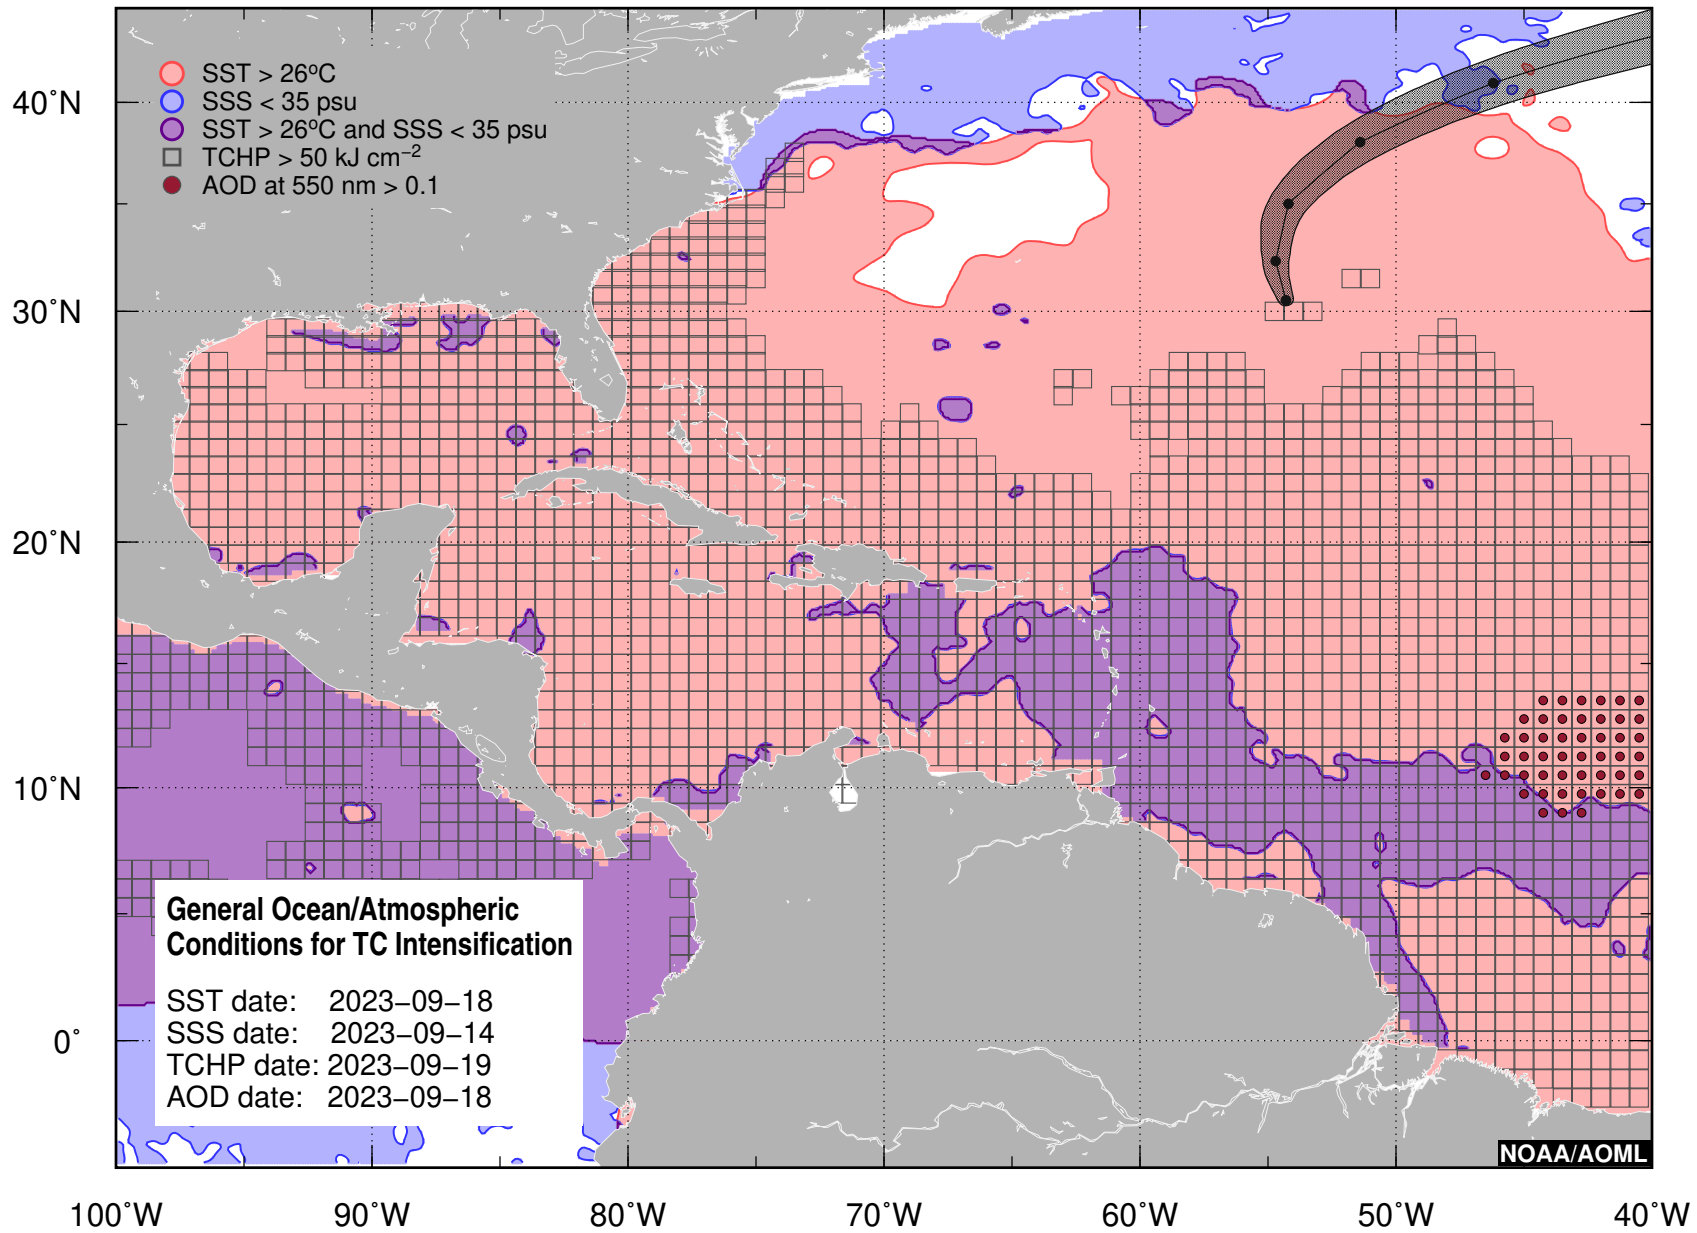 SST > 26°C
SSS < 35 psu
SST > 26°C and SSS < 35 psu
TCHP > 50 kJ cm⁻²
AOD at 550 nm > 0.1
40°N
30°N
20°N
10°N
0°
General Ocean/Atmospheric
Conditions for TC Intensification
SST date: 2023−09−18
SSS date: 2023−09−14
TCHP date: 2023−09−19
AOD date: 2023−09−18
NOAA/AOML
100°W 90°W 80°W 70°W 60°W 50°W 40°W